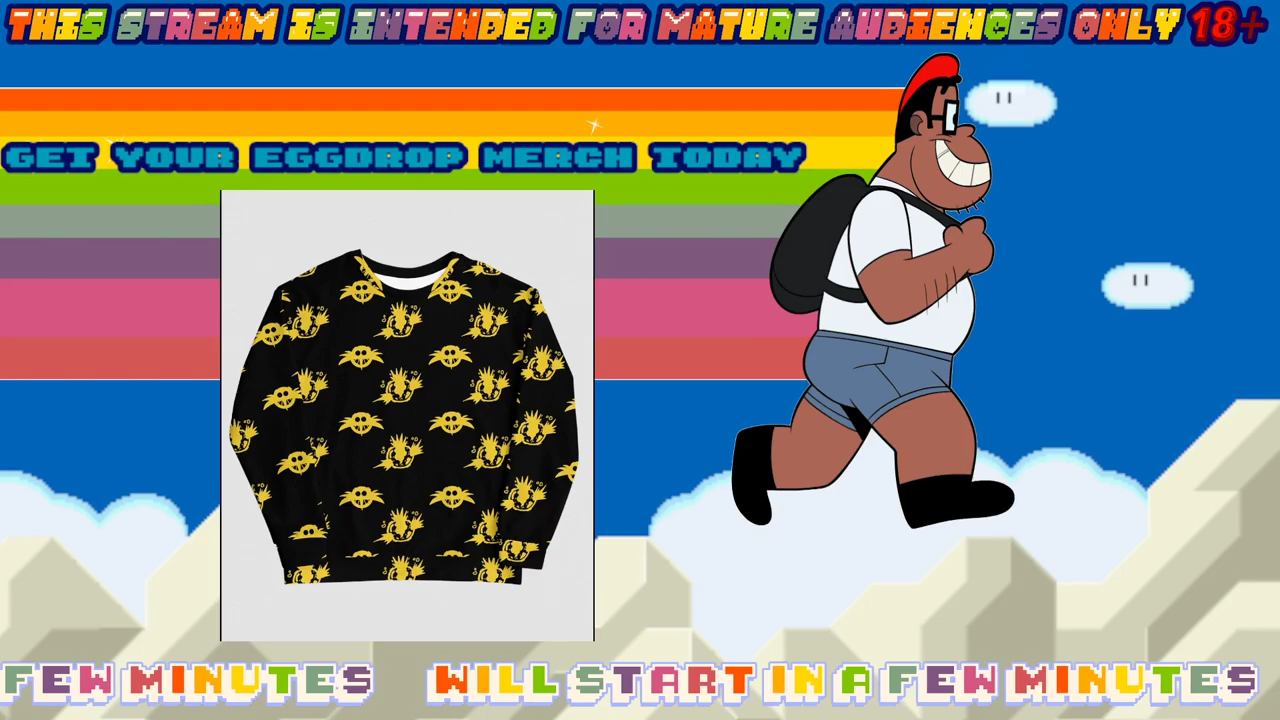 THIS STREAM IS INTENDED FOR MATURE AUDIENCES ONLY 18+
GET YOUR EGGDROP MERCH TODAY
FEW MINUTES WILL START IN A FEW MINUTES